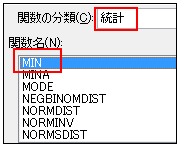 関数の分類(C): 統計
関数名(N):
MIN
MINA
MODE
NEGBINOMDIST
NORMDIST
NORMINV
NORMSDIST